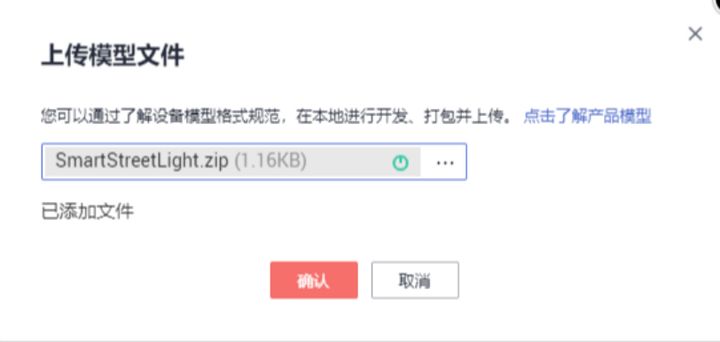 上传模型文件
您可以通过了解设备模型格式规范，在本地进行开发、打包并上传。 点击了解产品模型
SmartStreetLight.zip (1.16KB) ...
已添加文件
确认 取消